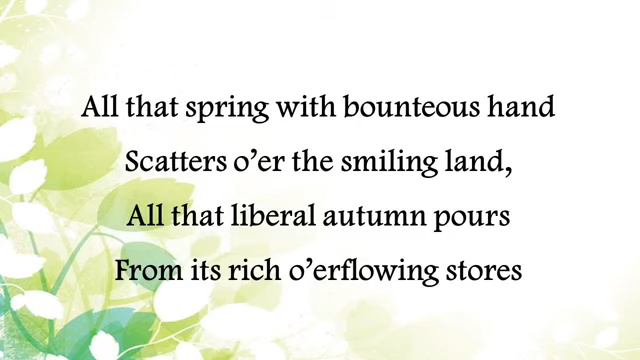 All that spring with bounteous hand
Scatters o’er the smiling land,
All that liberal autumn pours
From its rich o’erflowing stores